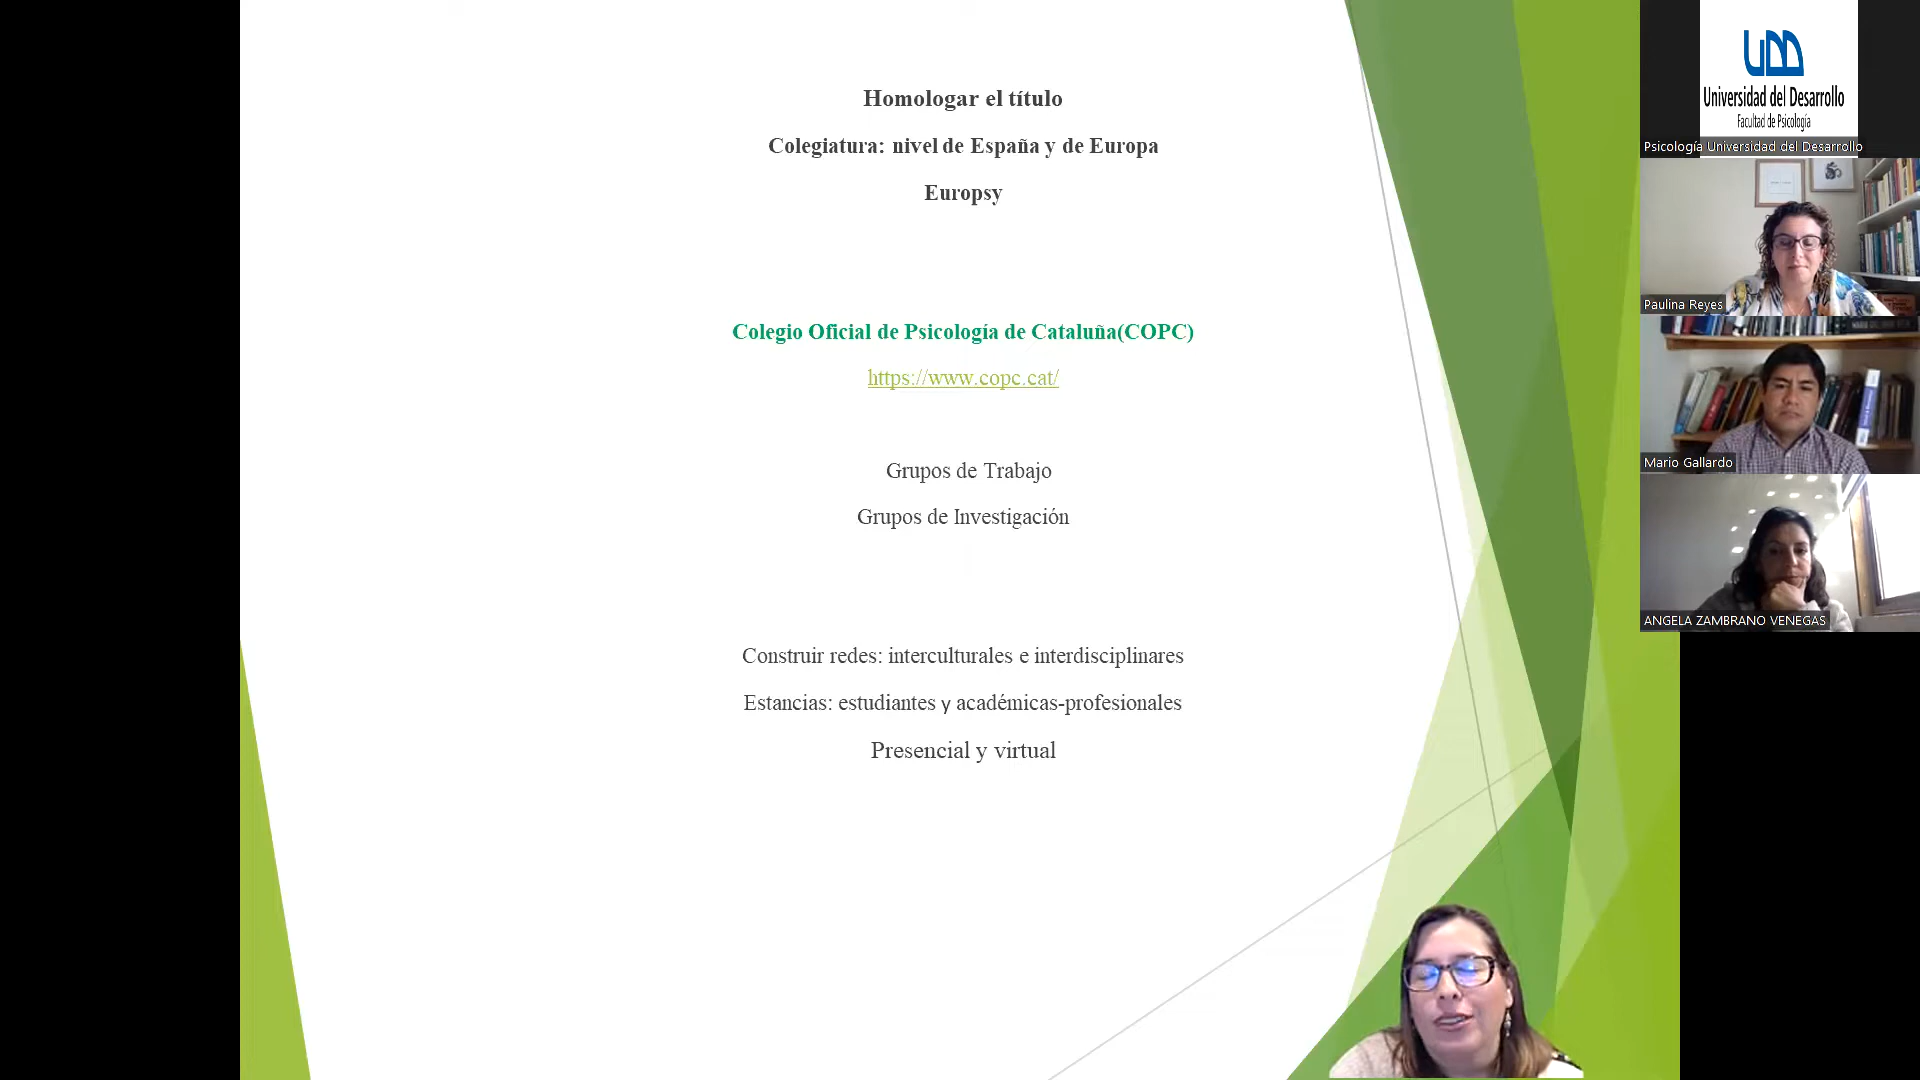 Homologar el título
Colegiatura: nivel de España y de Europa
Europsy
Colegio Oficial de Psicología de Cataluña(COPC)
https://www.copc.cat/
Grupos de Trabajo
Grupos de Investigación
Construir redes: interculturales e interdisciplinares
Estancias: estudiantes y académicas-profesionales
Presencial y virtual
UDD
Universidad del Desarrollo
Facultad de Psicología
Psicología Universidad del Desarrollo
Paulina Reyes
Mario Gallardo
ANGELA ZAMBRANO VENEGAS